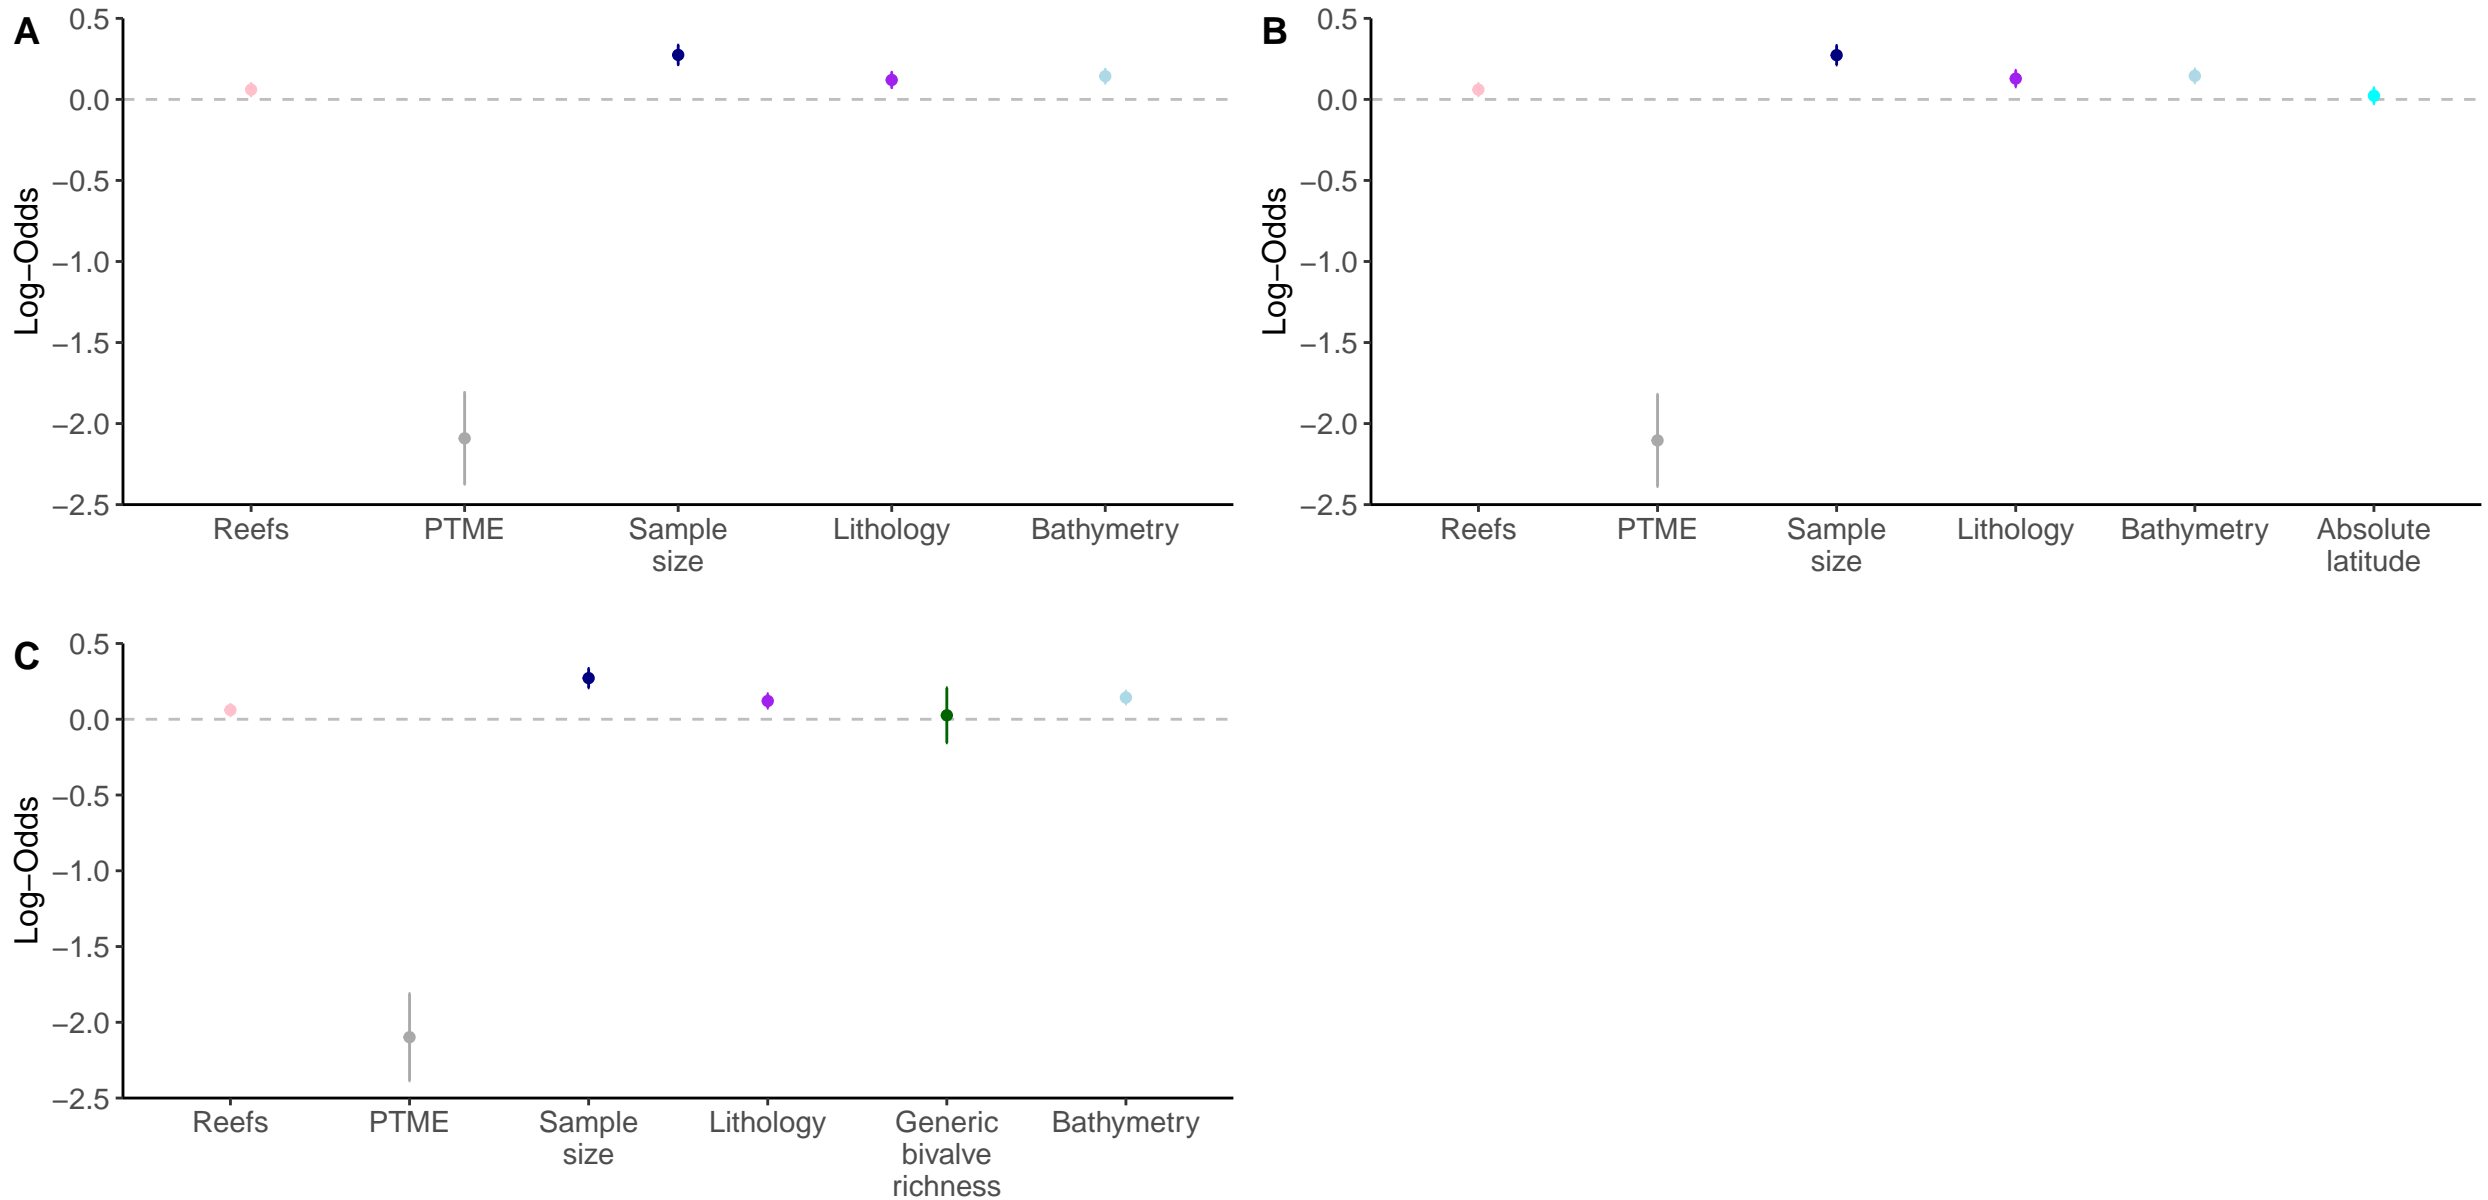 A
0.5
0.0
−0.5
−1.0
−1.5
−2.0
−2.5
Log−Odds
Reefs
PTME
Sample
size
Lithology
Bathymetry
B
0.5
0.0
−0.5
−1.0
−1.5
−2.0
−2.5
Log−Odds
Reefs
PTME
Sample
size
Lithology
Bathymetry
Absolute
latitude
C
0.5
0.0
−0.5
−1.0
−1.5
−2.0
−2.5
Log−Odds
Reefs
PTME
Sample
size
Lithology
Generic
bivalve
richness
Bathymetry